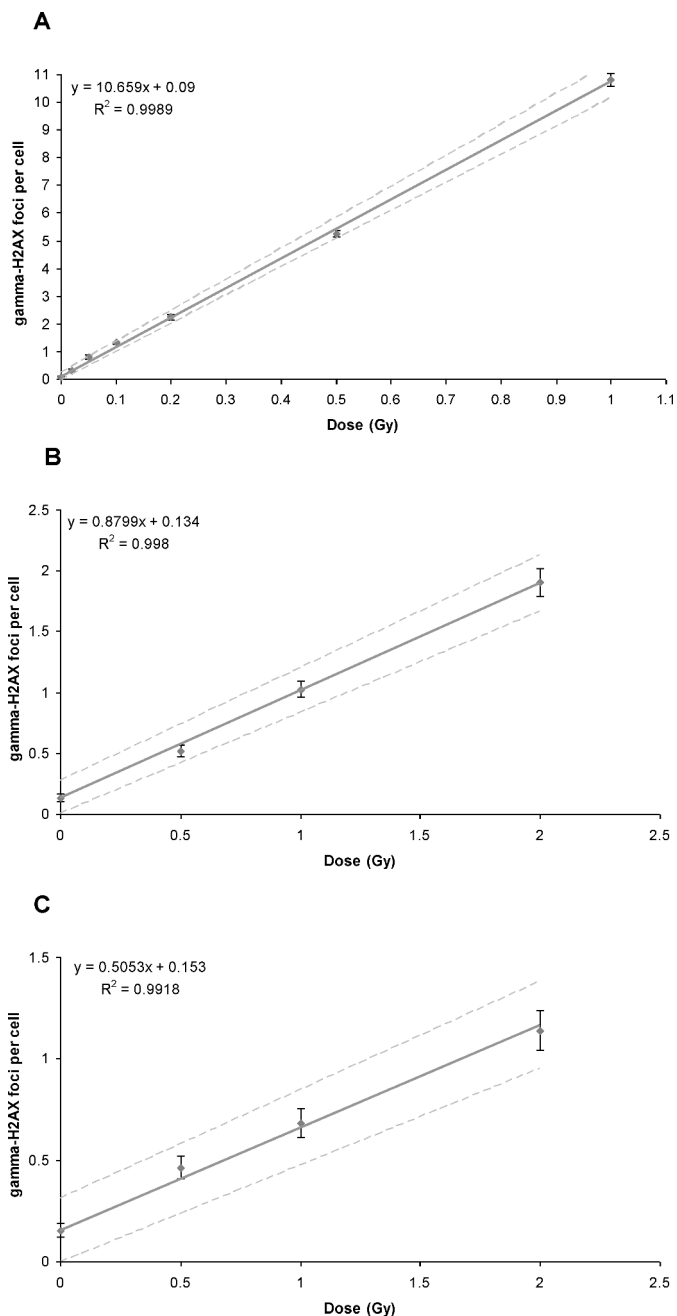 A
y = 10.659x + 0.09
R² = 0.9989
gamma-H2AX foci per cell
11
10
9
8
7
6
5
4
3
2
1
0
0 0.1 0.2 0.3 0.4 0.5 0.6 0.7 0.8 0.9 1 1.1
Dose (Gy)
B
y = 0.8799x + 0.134
R² = 0.998
gamma-H2AX foci per cell
2.5
2
1.5
1
0.5
0
0 0.5 1 1.5 2 2.5
Dose (Gy)
C
y = 0.5053x + 0.153
R² = 0.9918
gamma-H2AX foci per cell
1.5
1
0.5
0
0 0.5 1 1.5 2 2.5
Dose (Gy)